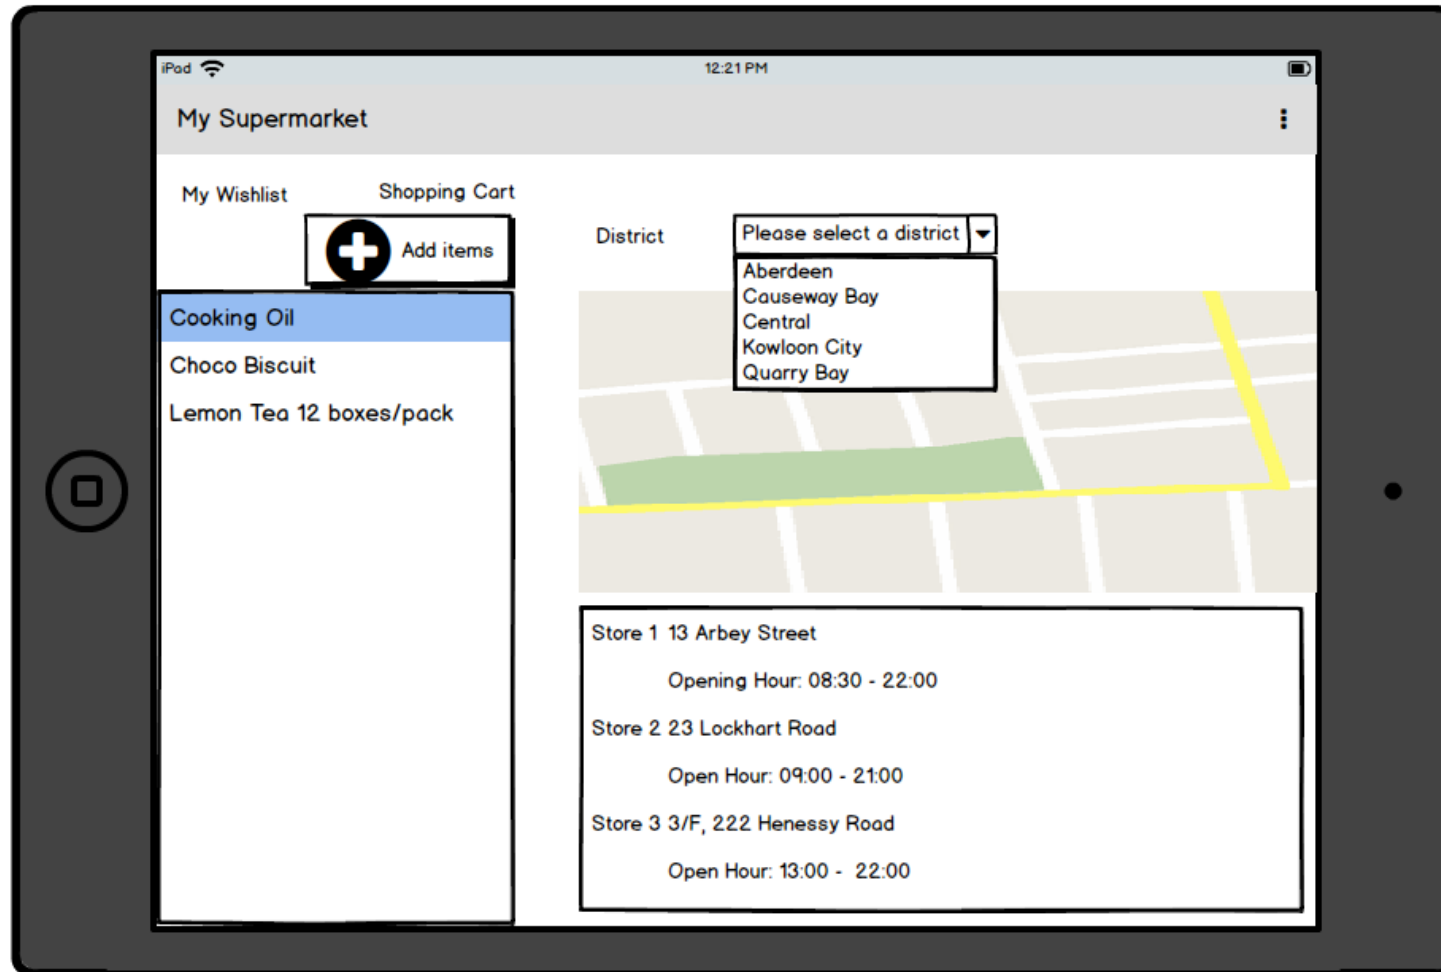 iPad 12:21 PM
My Supermarket
My Wishlist
Shopping Cart
Add items
Cooking Oil
Choco Biscuit
Lemon Tea 12 boxes/pack
District
Please select a district
Aberdeen
Causeway Bay
Central
Kowloon City
Quarry Bay
Store 1 13 Arbey Street
Opening Hour: 08:30 - 22:00
Store 2 23 Lockhart Road
Open Hour: 09:00 - 21:00
Store 3 3/F, 222 Henessy Road
Open Hour: 13:00 - 22:00